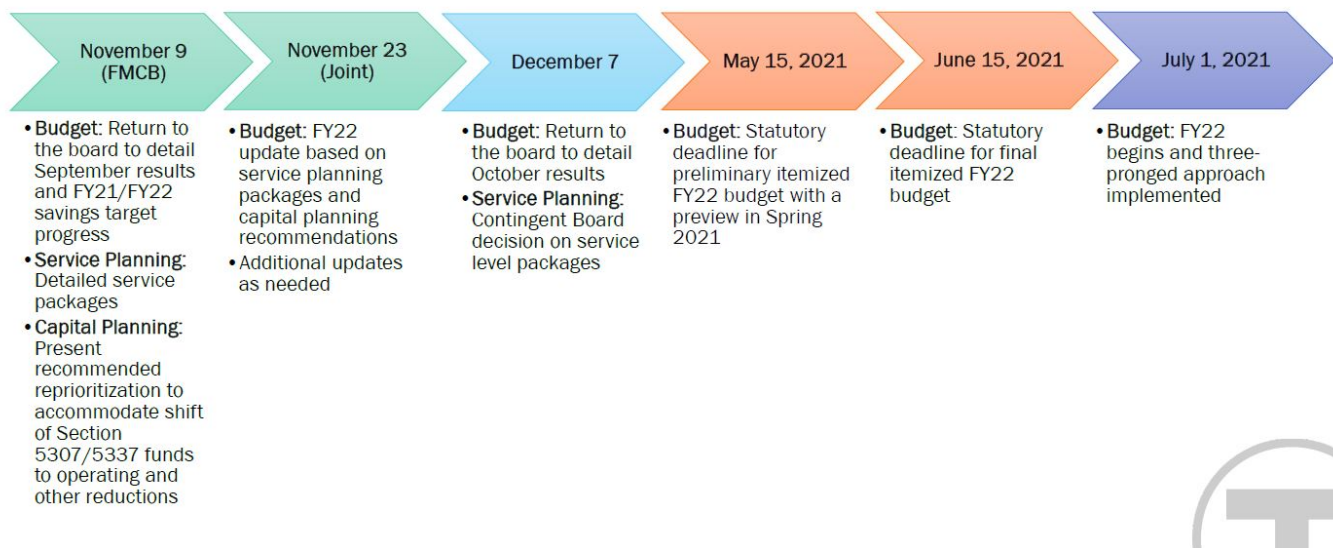 November 9
(FMCB)
• Budget: Return to
the board to detail
September results
and FY21/FY22
savings target
progress
• Service Planning:
Detailed service
packages
• Capital Planning:
Present
recommended
reprioritization to
accommodate shift
of Section
5307/5337 funds
to operating and
other reductions
November 23
(Joint)
• Budget: FY22
update based on
service planning
packages and
capital planning
recommendations
• Additional updates
as needed
December 7
• Budget: Return to
the board to detail
October results
• Service Planning:
Contingent Board
decision on service
level packages
May 15, 2021
• Budget: Statutory
deadline for
preliminary itemized
FY22 budget with a
preview in Spring
2021
June 15, 2021
• Budget: Statutory
deadline for final
itemized FY22
budget
July 1, 2021
• Budget: FY22
begins and three-
pronged approach
implemented
T